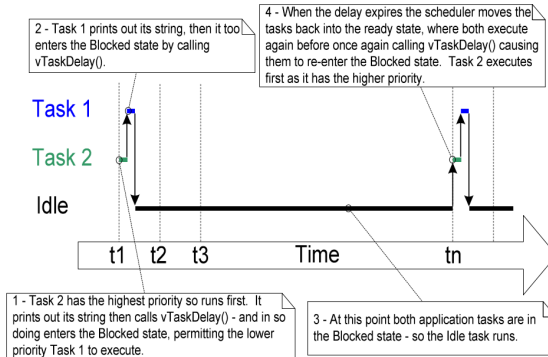 2 - Task 1 prints out its string, then it too
enters the Blocked state by calling
vTaskDelay().
4 - When the delay expires the scheduler moves the
tasks back into the ready state, where both execute
again before once again calling vTaskDelay() causing
them to re-enter the Blocked state. Task 2 executes
first as it has the higher priority.
Task 1
Task 2
Idle
t1 t2 t3 Time tn
1 - Task 2 has the highest priority so runs first. It
prints out its string then calls vTaskDelay() - and in so
doing enters the Blocked state, permitting the lower
priority Task 1 to execute.
3 - At this point both application tasks are in
the Blocked state - so the Idle task runs.